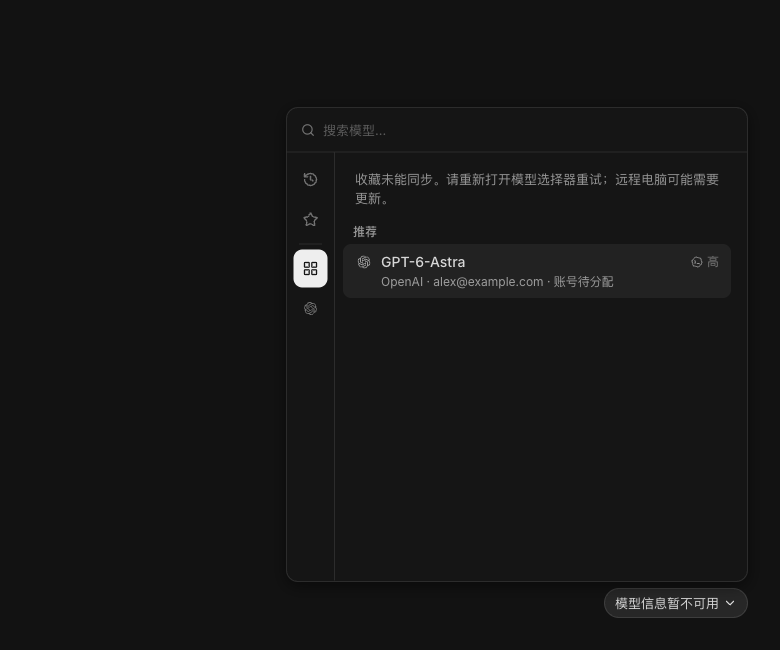 搜索模型...
收藏未能同步。请重新打开模型选择器重试；远程电脑可能需要
更新。
推荐
GPT-6-Astra 高
OpenAI · alex@example.com · 账号待分配
模型信息暂不可用